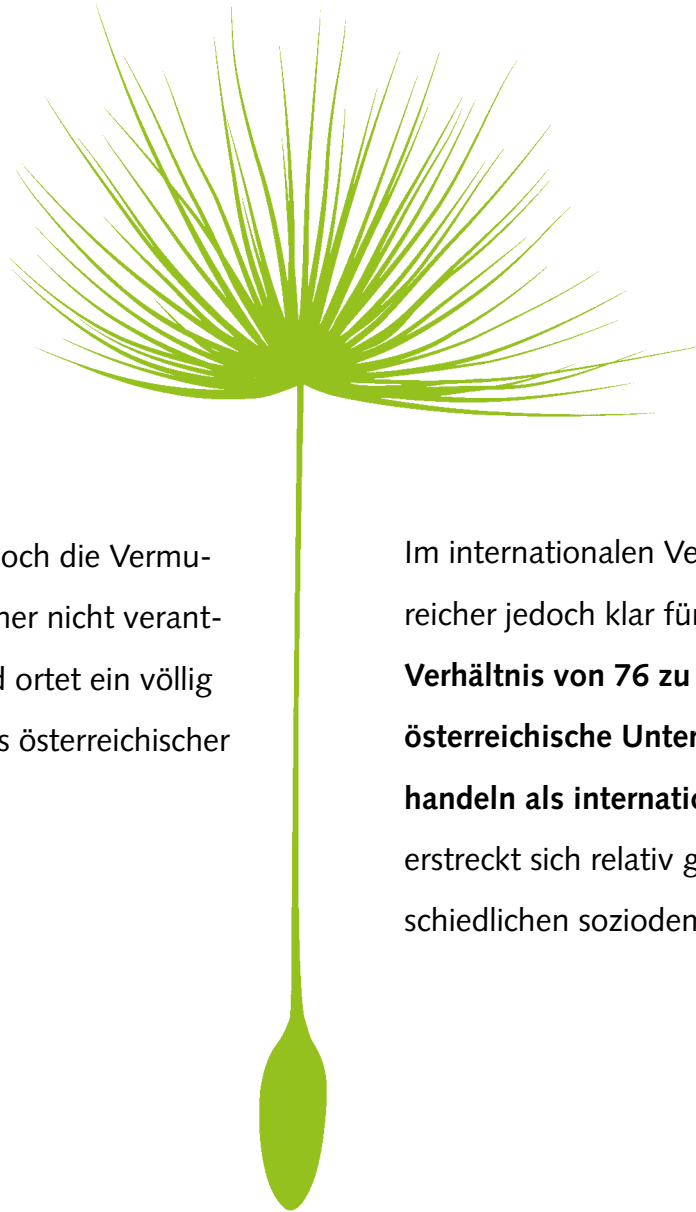 och die Vermu-
ner nicht verant-
d ortet ein völlig
s österreichischer
Im internationalen Ve
reicher jedoch klar für
Verhältnis von 76 zu
österreichische Unter
handeln als internatio
erstreckt sich relativ g
schiedlichen soziodem